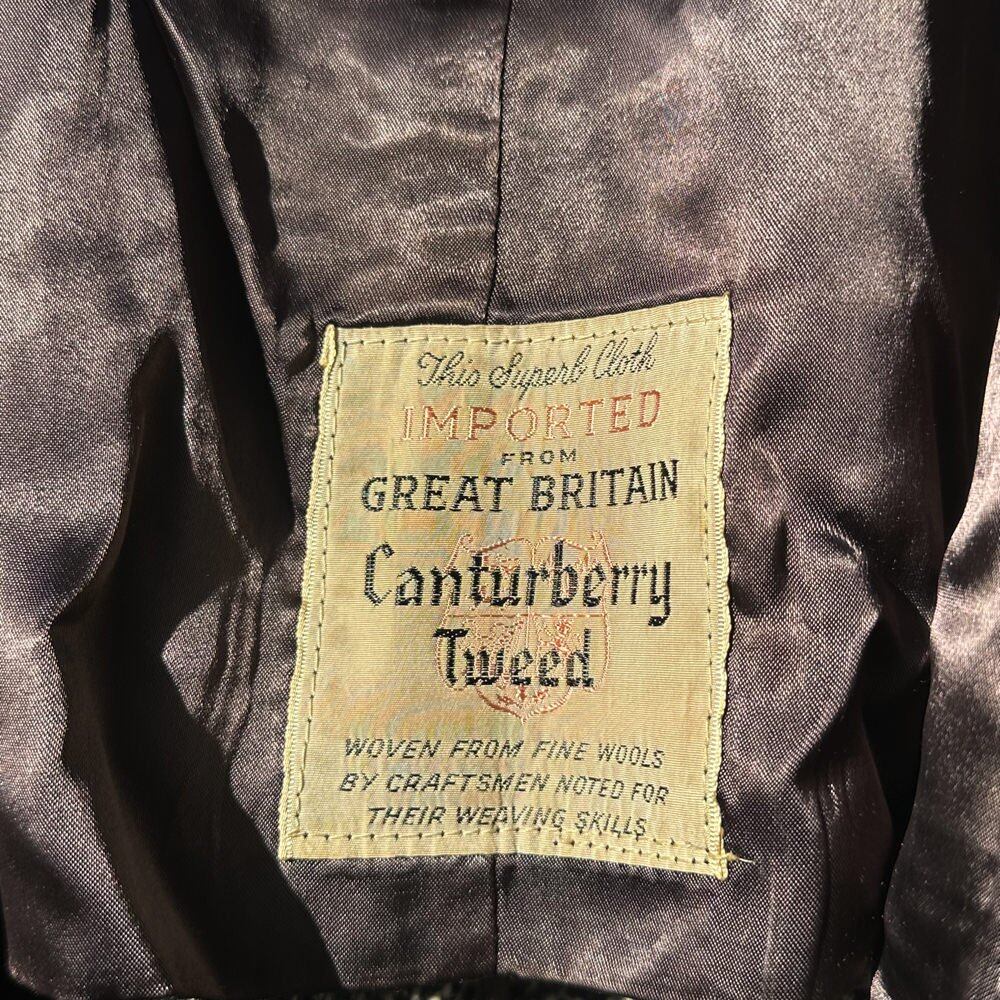 This Superb Cloth
IMPORTED
FROM
GREAT BRITAIN
Canturberry
Tweed
WOVEN FROM FINE WOOLS
BY CRAFTSMEN NOTED FOR
THEIR WEAVING SKILLS